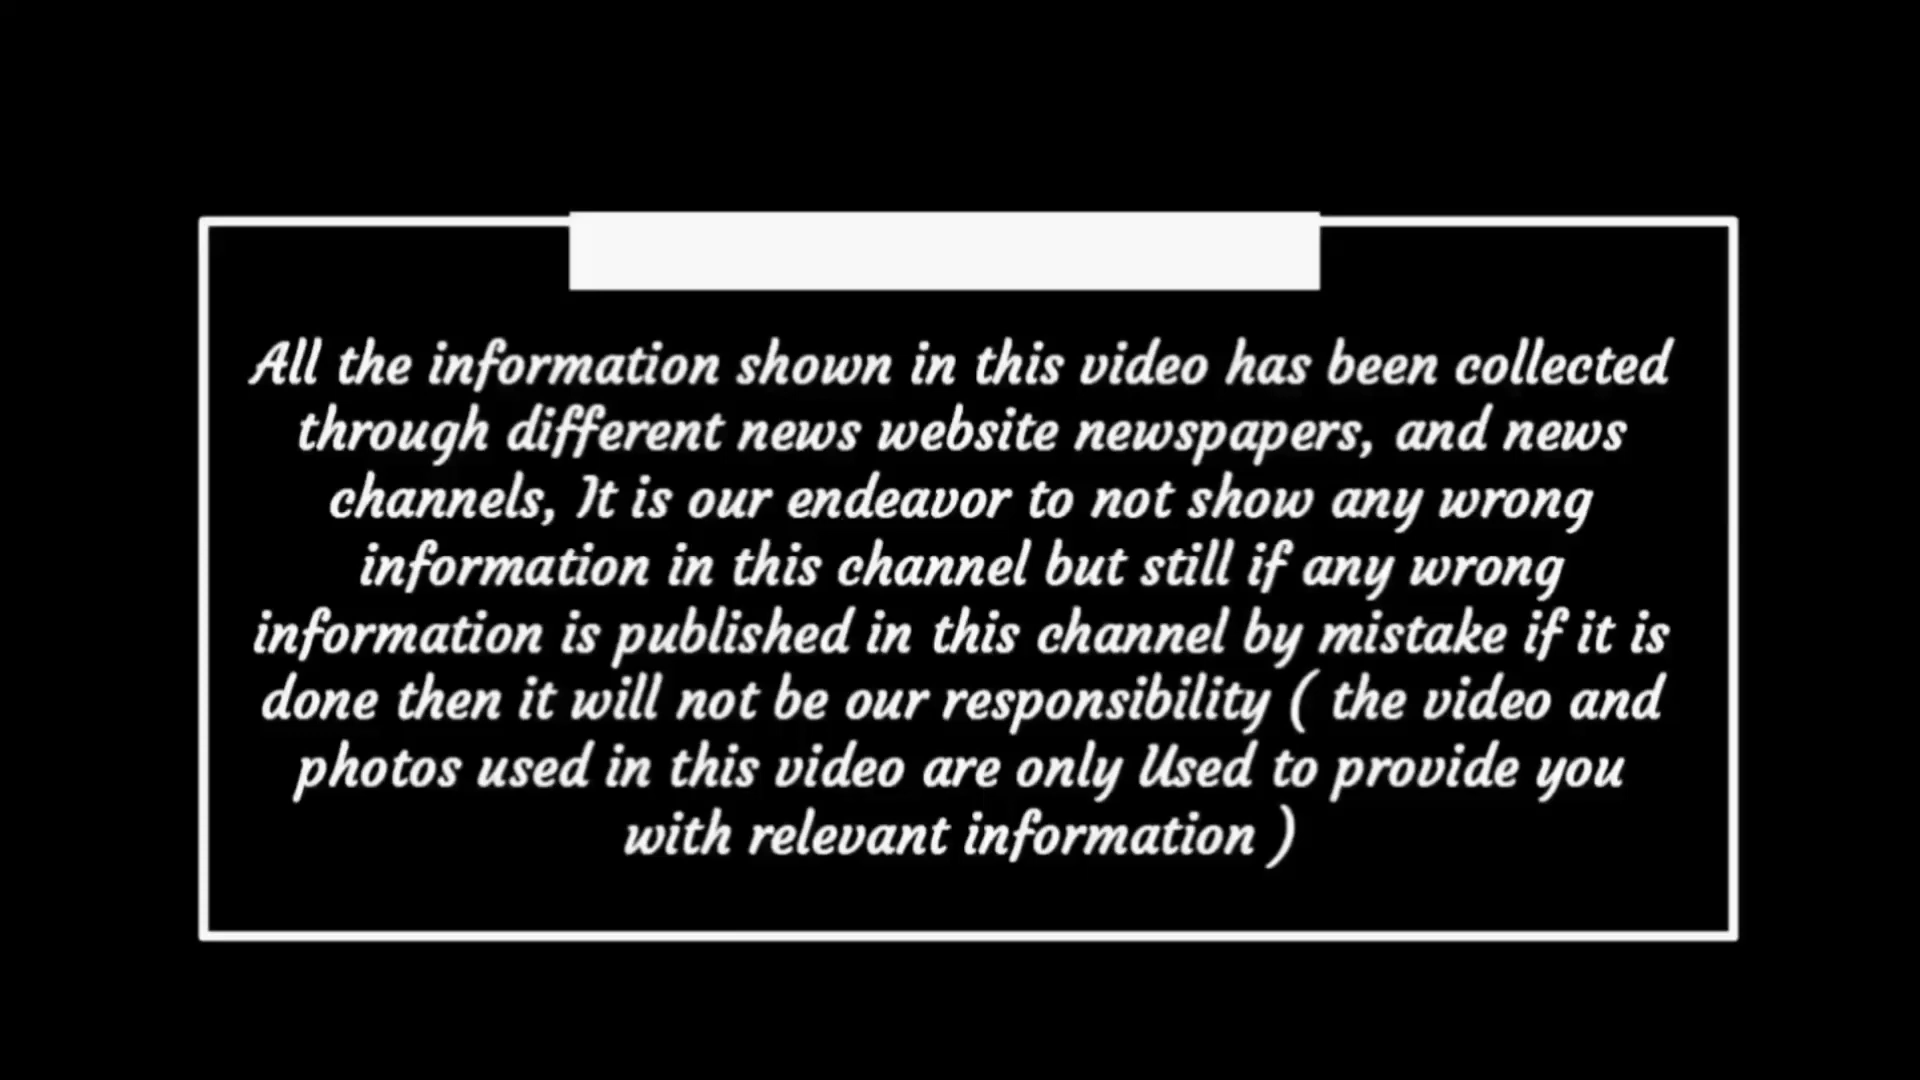 All the information shown in this video has been collected
through different news website newspapers, and news
channels, It is our endeavor to not show any wrong
information in this channel but still if any wrong
information is published in this channel by mistake if it is
done then it will not be our responsibility ( the video and
photos used in this video are only Used to provide you
with relevant information )